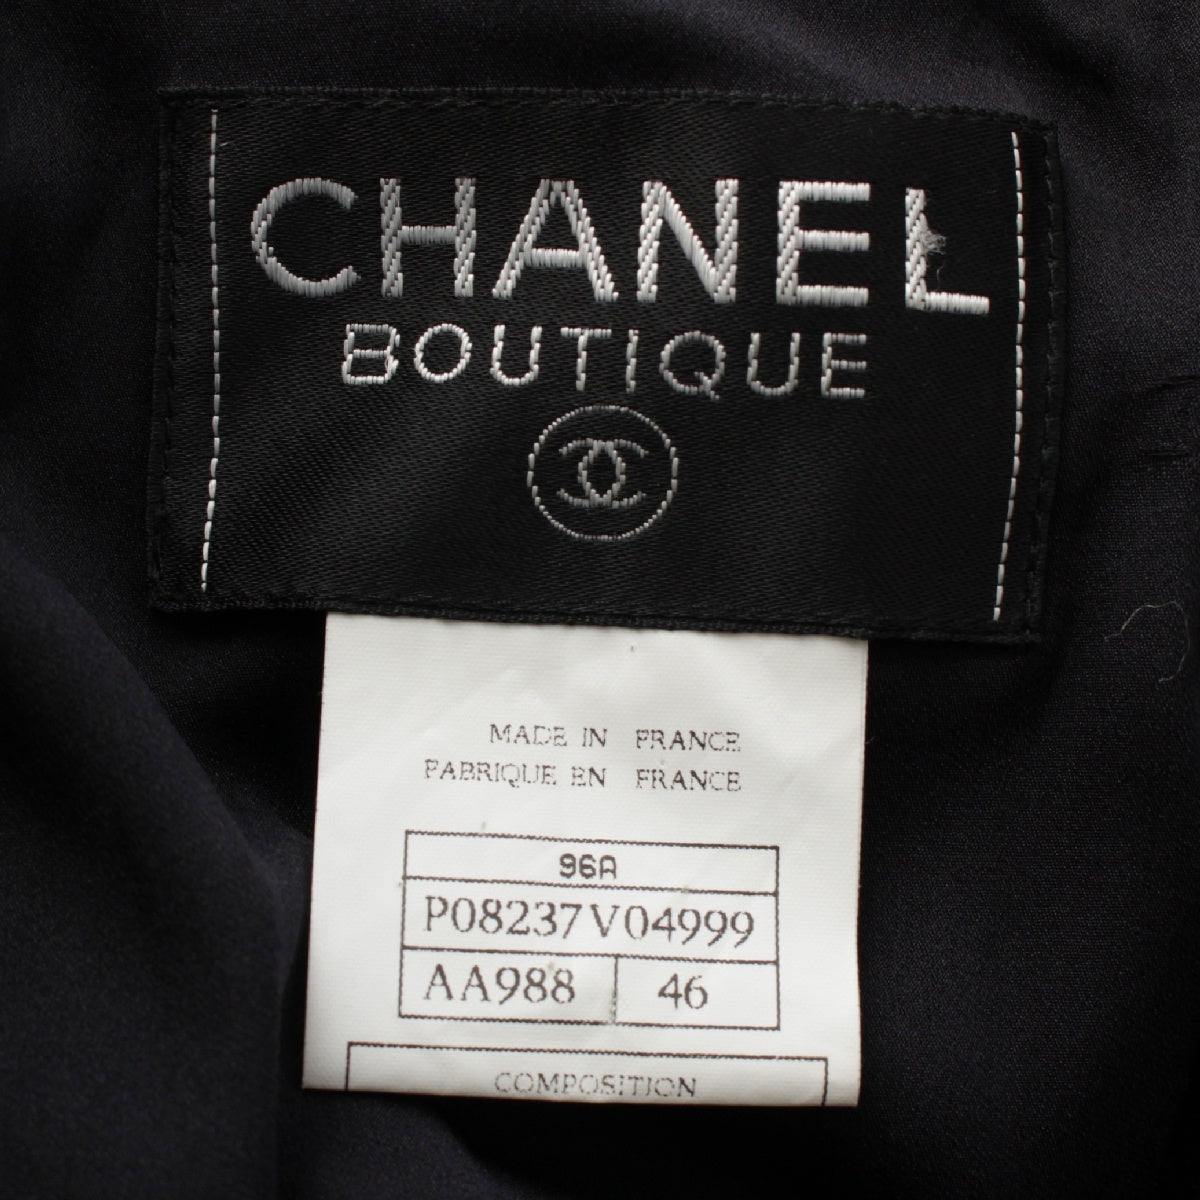 CHANEL
BOUTIQUE
MADE IN FRANCE
FABRIQUE EN FRANCE
96A
P08237V04999
AA988 46
COMPOSITION